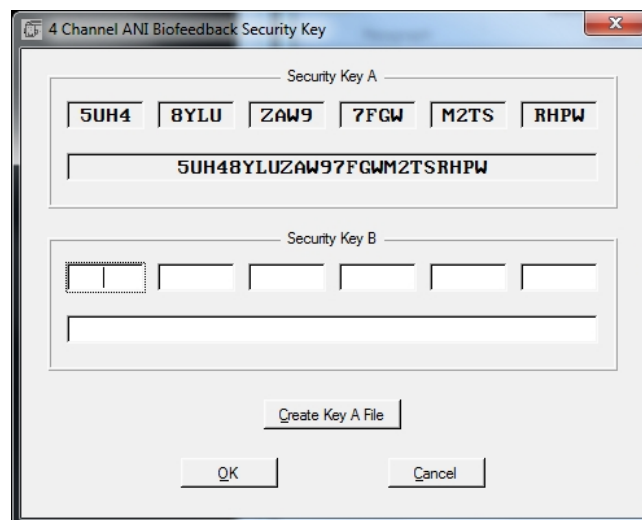 4 Channel ANI Biofeedback Security Key
Security Key A
5UH4 8YLU ZAW9 7FGW M2TS RHPW
5UH48YLUZAW97FGWM2TSRHPW
Security Key B
Create Key A File
OK Cancel